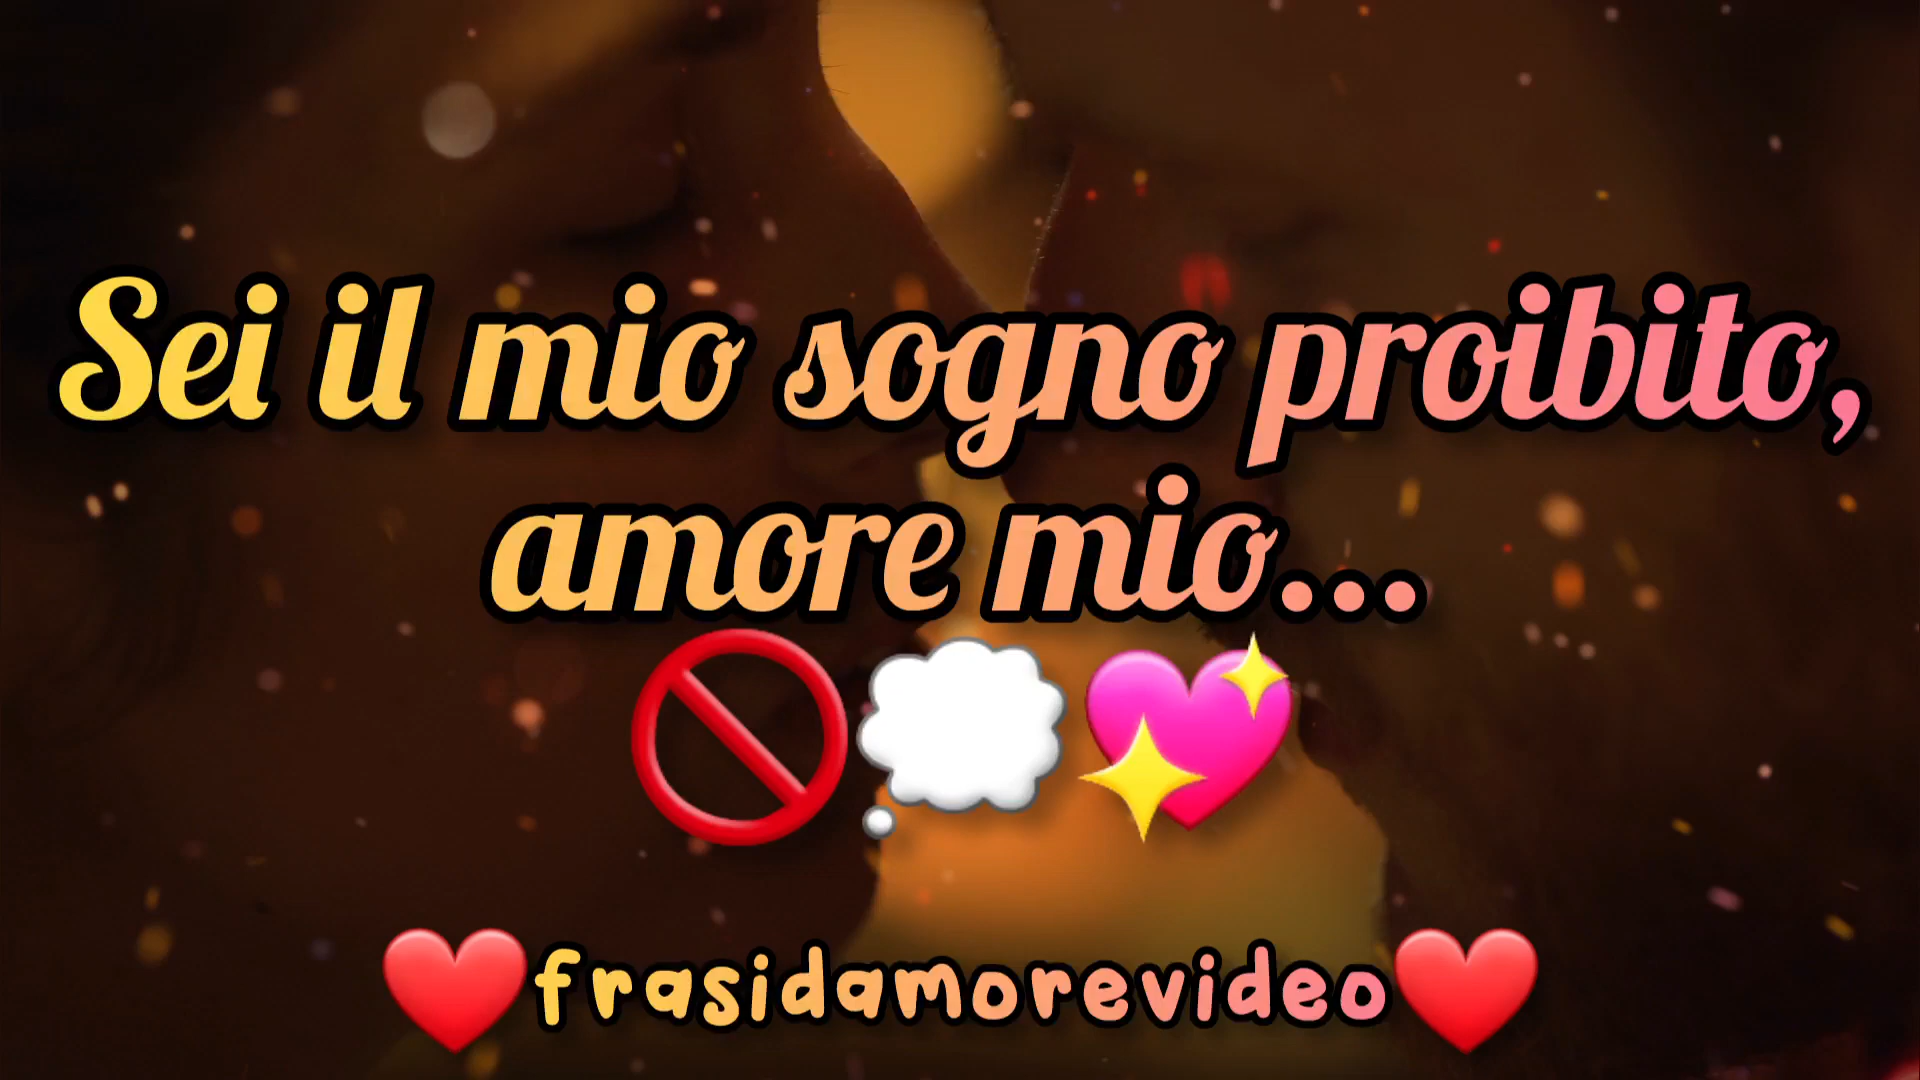 Sei il mio sogno proibito,
amore mio...
🚫💭💖
❤️frasidamorevideo❤️